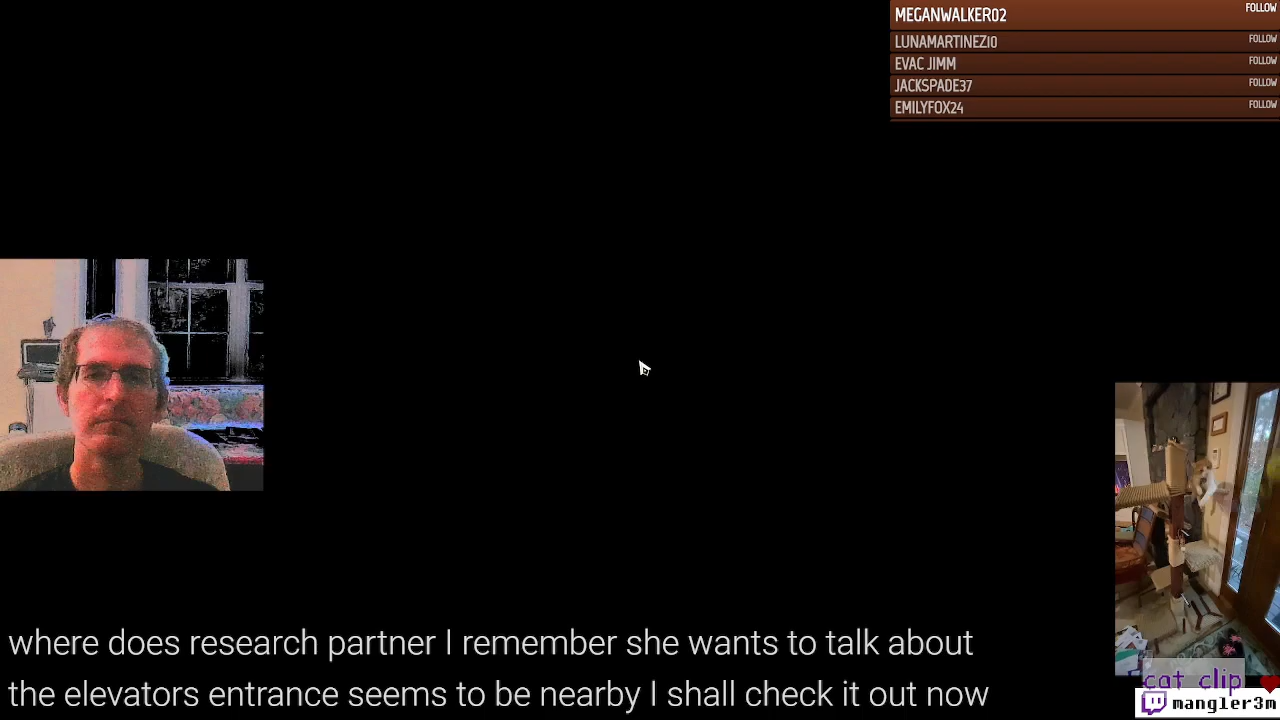 MEGANWALKER02 FOLLOW
LUNAMARTINEZ10 FOLLOW
EVAC JIMM FOLLOW
JACKSPADE37 FOLLOW
EMILYFOX24 FOLLOW
where does research partner I remember she wants to talk about
the elevators entrance seems to be nearby I shall check it out now
cat clip
mangler3m